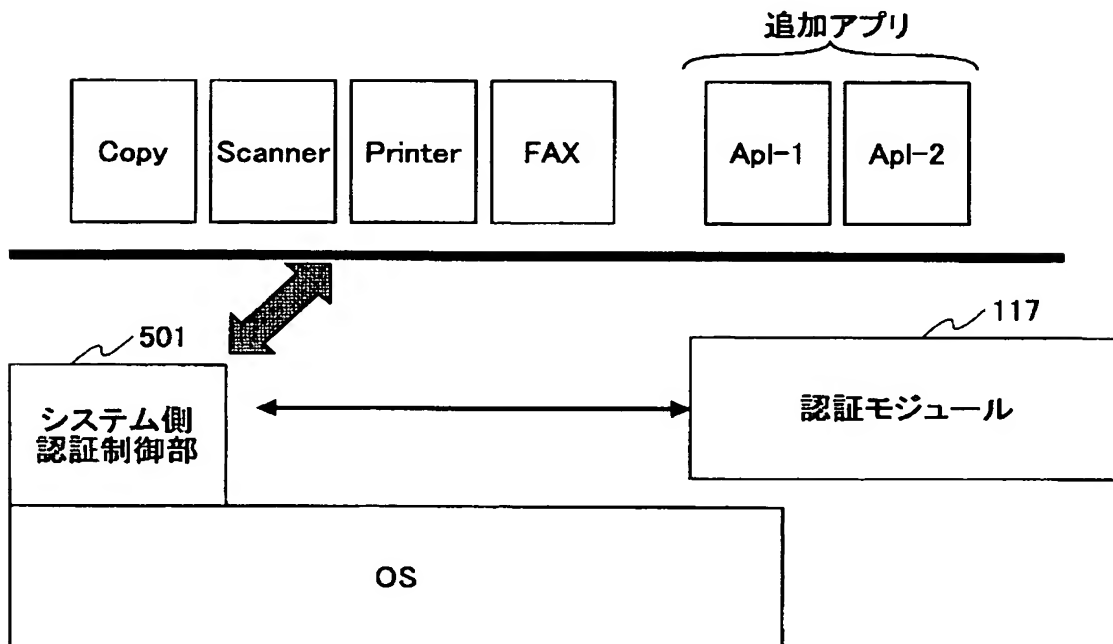 追加アプリ
Copy
Scanner
Printer
FAX
Apl-1
Apl-2
501
117
システム側
認証制御部
認証モジュール
OS